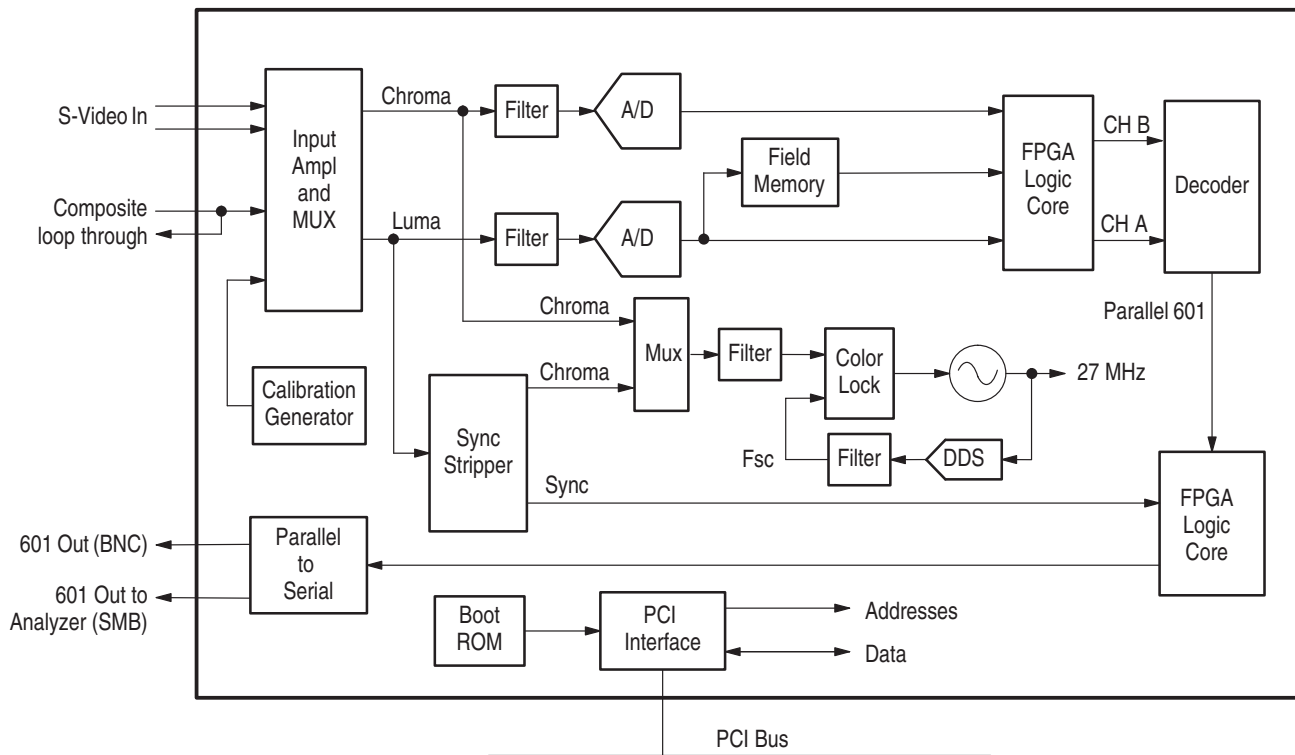 S-Video In
Composite
loop through
Input
Ampl
and
MUX
Calibration
Generator
Chroma
Luma
Filter
A/D
Filter
A/D
Field
Memory
FPGA
Logic
Core
CH B
CH A
Decoder
Parallel 601
Chroma
Chroma
Mux
Filter
Color
Lock
27 MHz
Sync
Stripper
Fsc
Filter
DDS
Sync
FPGA
Logic
Core
601 Out (BNC)
601 Out to
Analyzer (SMB)
Parallel
to
Serial
Boot
ROM
PCI
Interface
Addresses
Data
PCI Bus